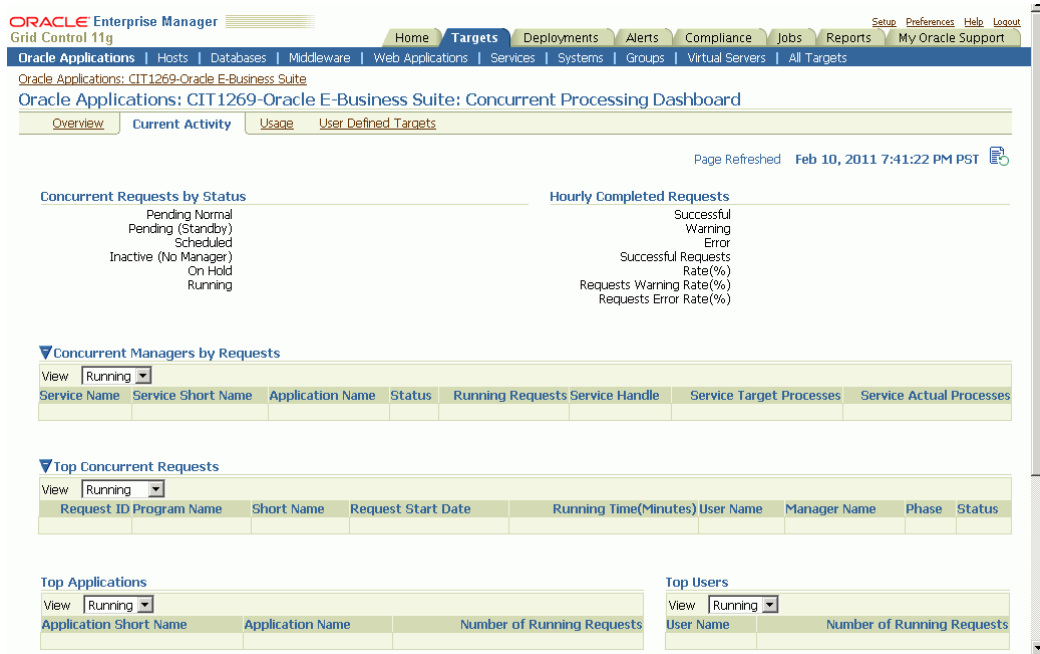 ORACLE Enterprise Manager
Grid Control 11g
Setup Preferences Help Logout
Home Targets Deployments Alerts Compliance Jobs Reports My Oracle Support
Oracle Applications | Hosts | Databases | Middleware | Web Applications | Services | Systems | Groups | Virtual Servers | All Targets
Oracle Applications: CIT1269-Oracle E-Business Suite
Oracle Applications: CIT1269-Oracle E-Business Suite: Concurrent Processing Dashboard
Overview Current Activity Usage User Defined Targets
Page Refreshed Feb 10, 2011 7:41:22 PM PST
Concurrent Requests by Status
Pending Normal
Pending (Standby)
Scheduled
Inactive (No Manager)
On Hold
Running
Hourly Completed Requests
Successful
Warning
Error
Successful Requests
Rate(%)
Requests Warning Rate(%)
Requests Error Rate(%)
Concurrent Managers by Requests
View Running
Service Name Service Short Name Application Name Status Running Requests Service Handle Service Target Processes Service Actual Processes
Top Concurrent Requests
View Running
Request ID Program Name Short Name Request Start Date Running Time(Minutes) User Name Manager Name Phase Status
Top Applications
View Running
Application Short Name Application Name Number of Running Requests
Top Users
View Running
User Name Number of Running Requests